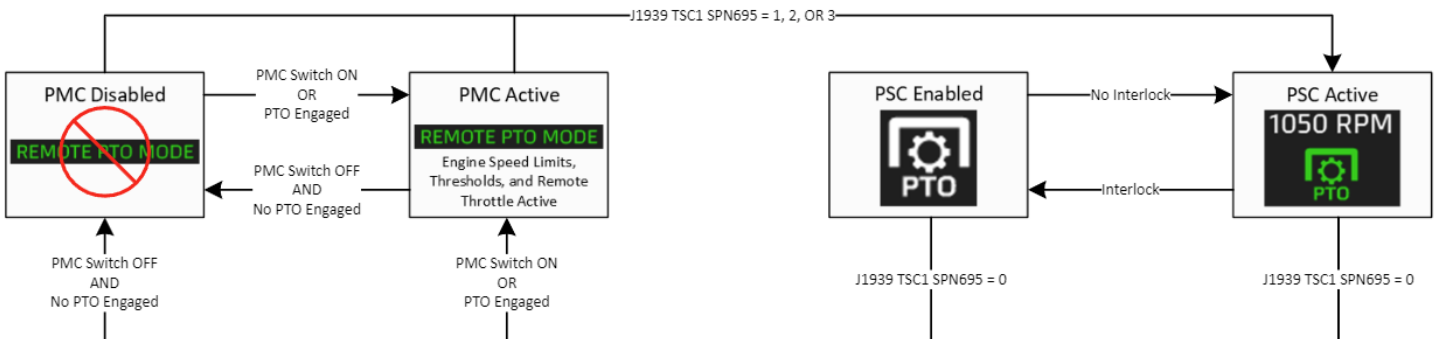 J1939 TSC1 SPN695 = 1, 2, OR 3
PMC Disabled
REMOTE PTO MODE
PMC Switch ON
OR
PTO Engaged
PMC Active
REMOTE PTO MODE
Engine Speed Limits,
Thresholds, and Remote
Throttle Active
PMC Switch OFF
AND
No PTO Engaged
PSC Enabled
PTO
No Interlock
Interlock
PSC Active
1050 RPM
PTO
PMC Switch OFF
AND
No PTO Engaged
PMC Switch ON
OR
PTO Engaged
J1939 TSC1 SPN695 = 0
J1939 TSC1 SPN695 = 0